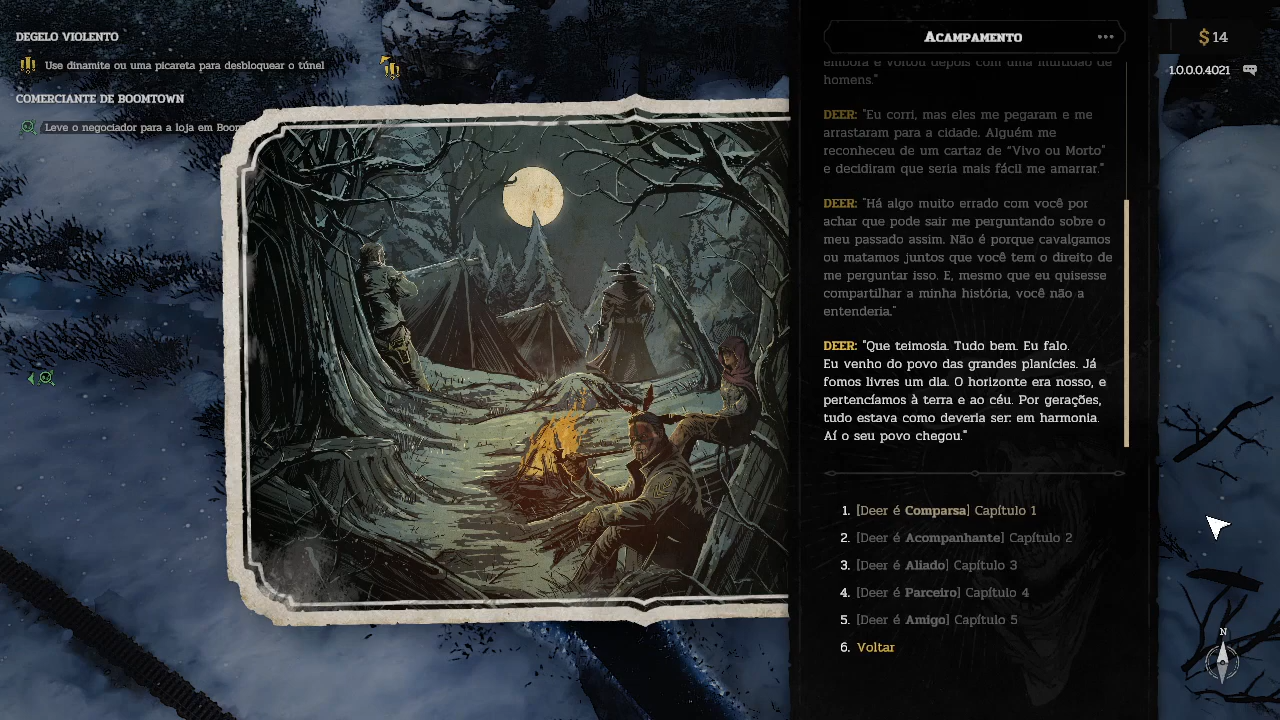 DEGELO VIOLENTO
Use dinamite ou uma picareta para desbloquear o túnel
COMERCIANTE DE BOOMTOWN
Leve o negociador para a loja em Boom
ACAMPAMENTO
$ 14
-1.0.0.0.4021
embora e voltou depois com uma multidão de
homens."
DEER: "Eu corri, mas eles me pegaram e me
arrastaram para a cidade. Alguém me
reconheceu de um cartaz de "Vivo ou Morto"
e decidiram que seria mais fácil me amarrar."
DEER: "Há algo muito errado com você por
achar que pode sair me perguntando sobre o
meu passado assim. Não é porque cavalgamos
ou matamos juntos que você tem o direito de
me perguntar isso. E, mesmo que eu quisesse
compartilhar a minha história, você não a
entenderia."
DEER: "Que teimosia. Tudo bem. Eu falo.
Eu venho do povo das grandes planícies. Já
fomos livres um dia. O horizonte era nosso, e
pertencíamos à terra e ao céu. Por gerações,
tudo estava como deveria ser: em harmonia.
Aí o seu povo chegou."
1. [Deer é Comparsa] Capítulo 1
2. [Deer é Acompanhante] Capítulo 2
3. [Deer é Aliado] Capítulo 3
4. [Deer é Parceiro] Capítulo 4
5. [Deer é Amigo] Capítulo 5
6. Voltar
N